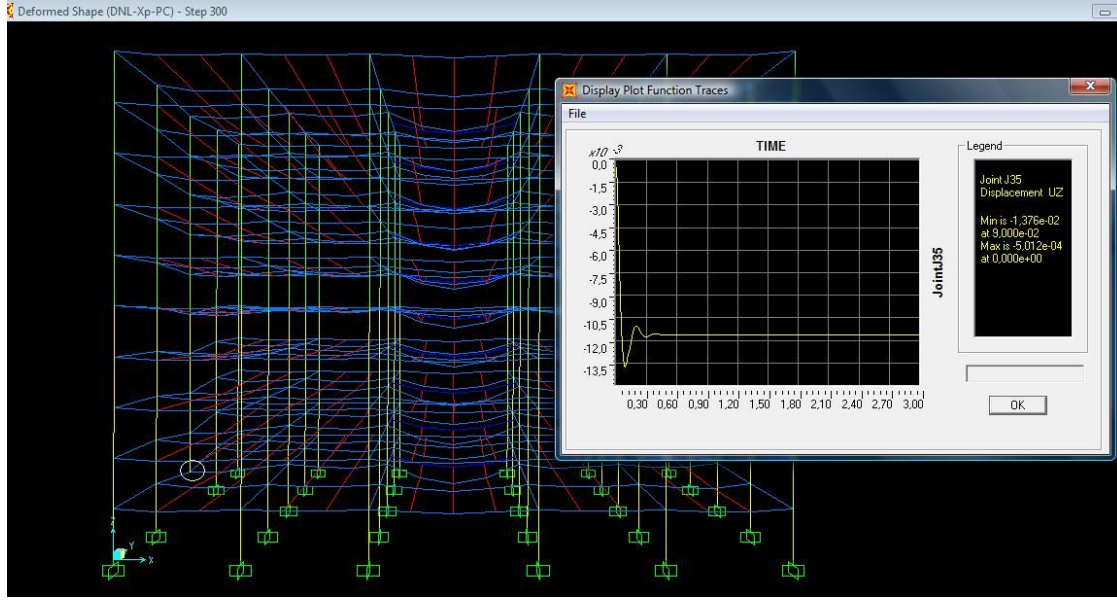 Deformed Shape (DNL-Xp-PC) - Step 300
Display Plot Function Traces
File
TIME
x10 -3
0,0
-1,5
-3,0
-4,5
-6,0
-7,5
-9,0
-10,5
-12,0
-13,5
0,30 0,60 0,90 1,20 1,50 1,80 2,10 2,40 2,70 3,00
JointJ35
Legend
Joint J35
Displacement UZ
Min is -1,376e-02
at 9,000e-02
Max is -5,012e-04
at 0,000e+00
OK
Z
Y
X